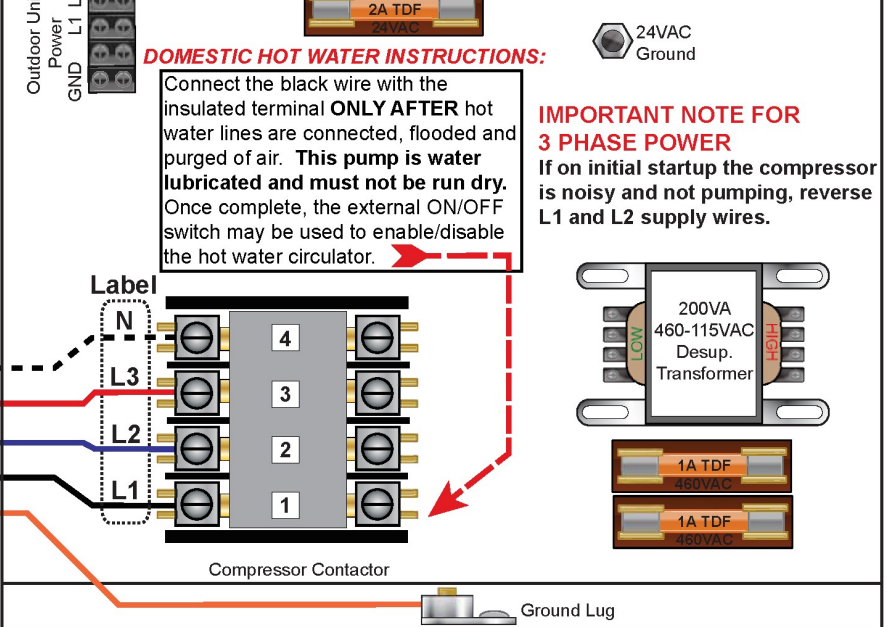 Outdoor Un
Power
L1
GND
2A TDF
24VAC
24VAC
Ground
DOMESTIC HOT WATER INSTRUCTIONS:
Connect the black wire with the
insulated terminal ONLY AFTER hot
water lines are connected, flooded and
purged of air. This pump is water
lubricated and must not be run dry.
Once complete, the external ON/OFF
switch may be used to enable/disable
the hot water circulator.
IMPORTANT NOTE FOR
3 PHASE POWER
If on initial startup the compressor
is noisy and not pumping, reverse
L1 and L2 supply wires.
Label
N
L3
L2
L1
4
3
2
1
Compressor Contactor
200VA
460-115VAC
Desup.
Transformer
LOW
HIGH
1A TDF
460VAC
1A TDF
460VAC
Ground Lug